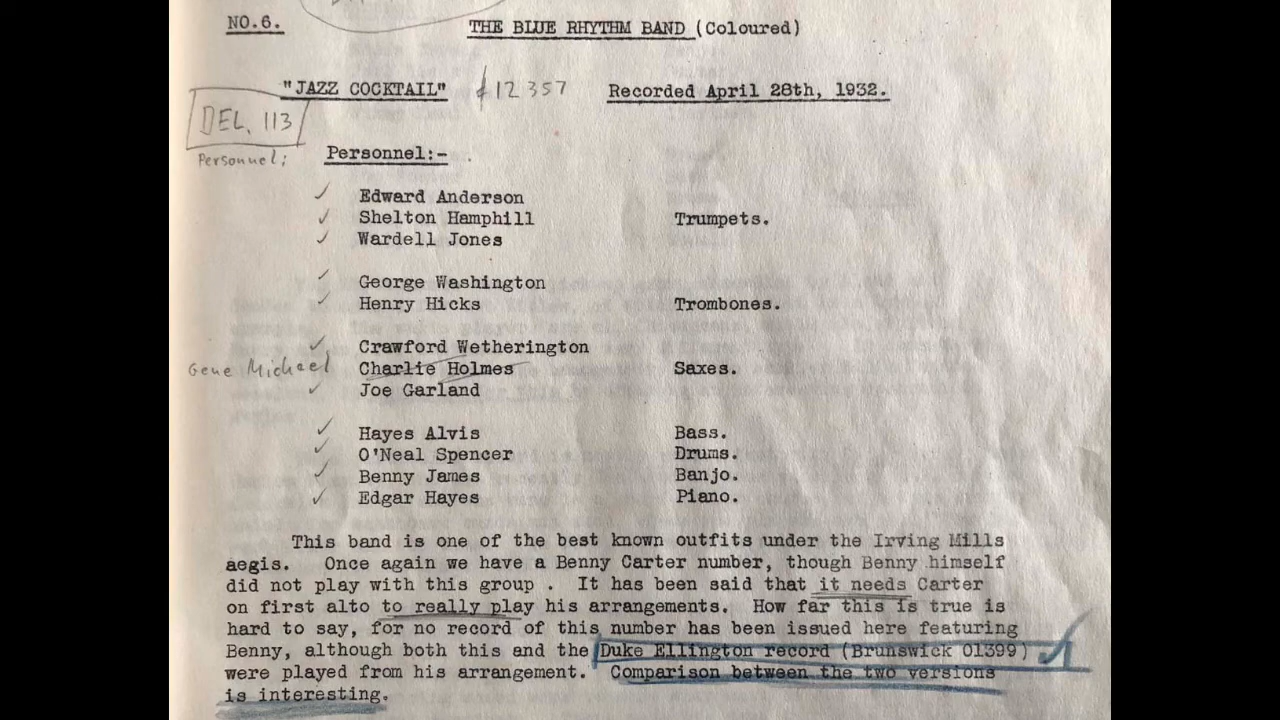 NO.6. THE BLUE RHYTHM BAND (Coloured)
"JAZZ COCKTAIL" 12357 Recorded April 28th, 1932.
DEL. 113
Personnel; Personnel:-
Edward Anderson
Shelton Hamphill Trumpets.
Wardell Jones
George Washington
Henry Hicks Trombones.
Crawford Wetherington
Gene Michael Charlie Holmes Saxes.
Joe Garland
Hayes Alvis Bass.
O'Neal Spencer Drums.
Benny James Banjo.
Edgar Hayes Piano.
This band is one of the best known outfits under the Irving Mills
aegis. Once again we have a Benny Carter number, though Benny himself
did not play with this group . It has been said that it needs Carter
on first alto to really play his arrangements. How far this is true is
hard to say, for no record of this number has been issued here featuring
Benny, although both this and the Duke Ellington record (Brunswick 01399)
were played from his arrangement. Comparison between the two versions
is interesting.